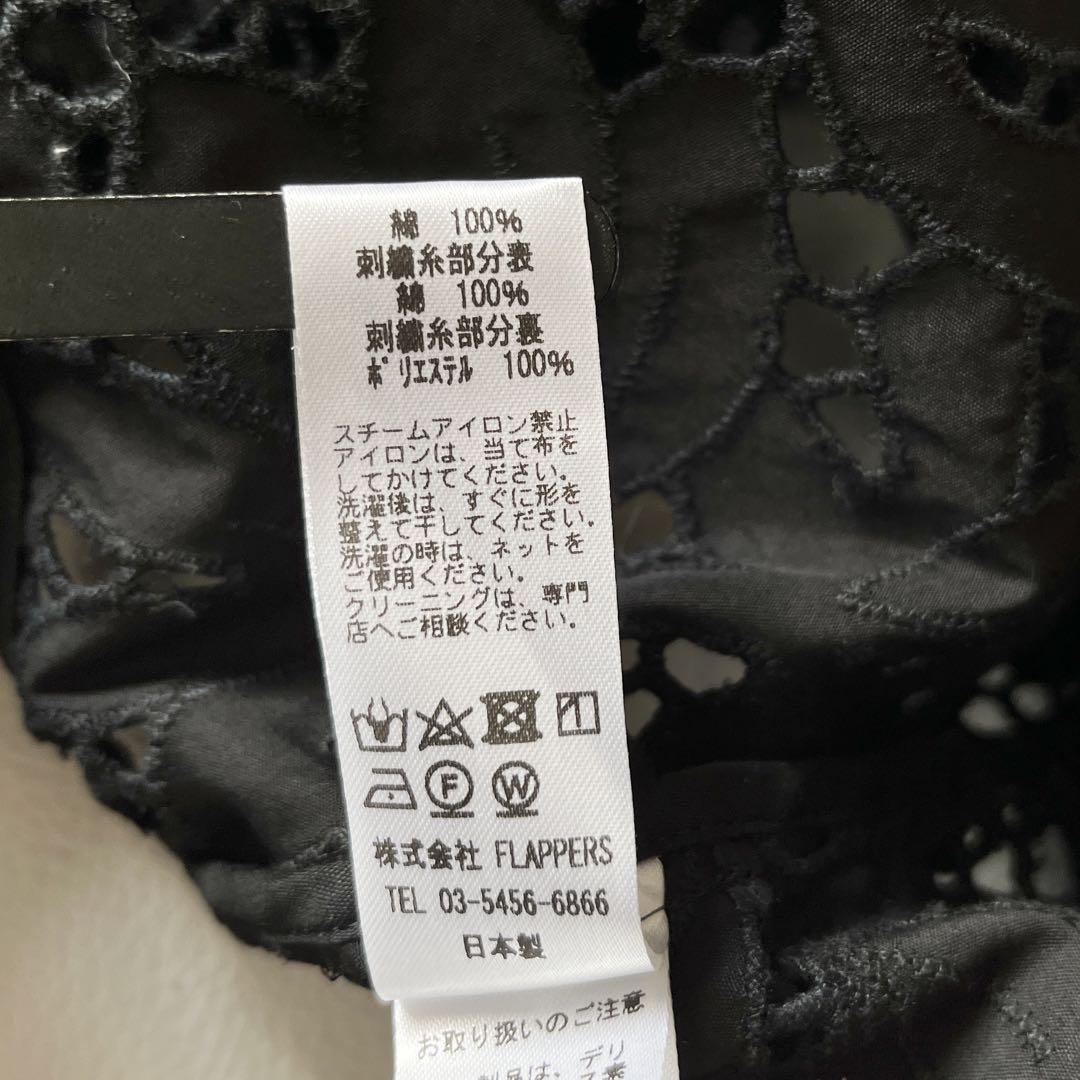 綿 100%
刺繍糸部分表
綿 100%
刺繍糸部分裏
ポリエステル 100%
スチームアイロン禁止
アイロンは、当て布を
してかけてください。
洗濯後は、すぐに形を
整えて干してください。
洗濯の時は、ネットを
ご使用ください。
クリーニングは、専門
店へご相談ください。
F W
株式会社 FLAPPERS
TEL 03-5456-6866
日本製
お取り扱いのご注意
製品は、デリ